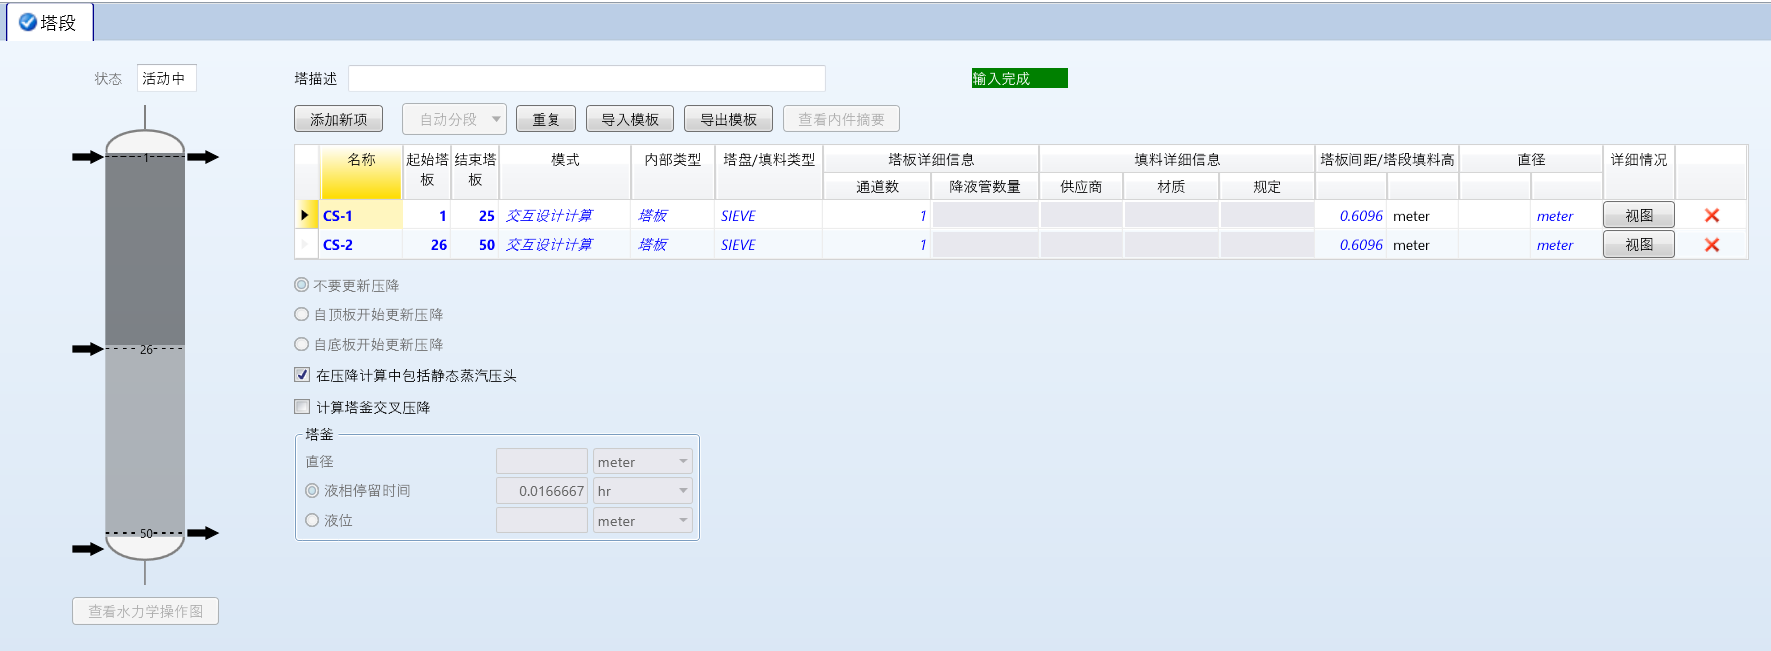 塔段
状态 活动中 塔描述 输入完成
添加新项 自动分段 重复 导入模板 导出模板 查看内件摘要
名称 起始塔板 结束塔板 模式 内部类型 塔盘/填料类型 塔板详细信息 填料详细信息 塔板间距/塔段填料高 直径 详细情况
通道数 降液管数量 供应商 材质 规定
CS-1 1 25 交互设计计算 塔板 SIEVE 1 0.6096 meter meter 视图
CS-2 26 50 交互设计计算 塔板 SIEVE 1 0.6096 meter meter 视图
1
26
50
不要更新压降
自顶板开始更新压降
自底板开始更新压降
在压降计算中包括静态蒸汽压头
计算塔釜交叉压降
塔釜
直径 meter
液相停留时间 0.0166667 hr
液位 meter
查看水力学操作图